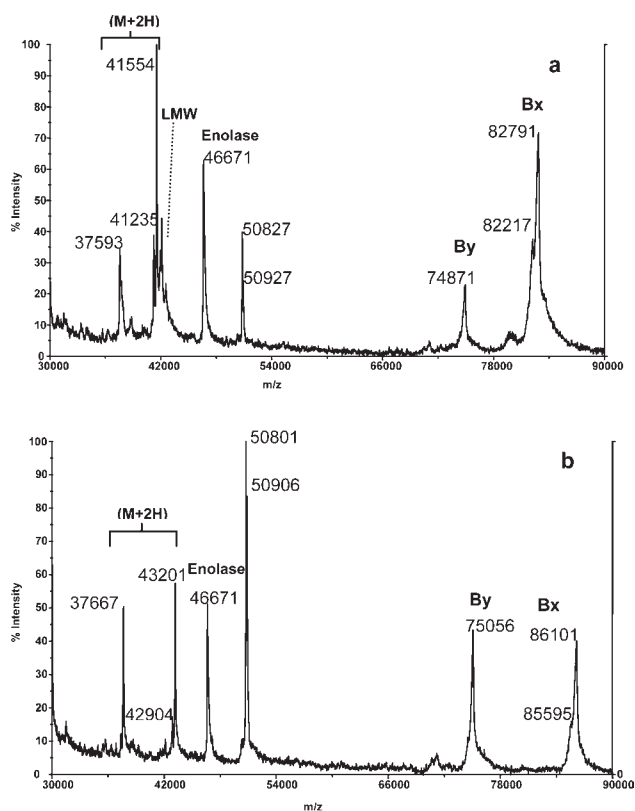 (M+2H)
a
41554
LMW
Enolase
46671
Bx
82791
82217
41235
37593
50827
50927
By
74871
100
90
80
70
60
50
40
30
20
10
0
% Intensity
30000 42000 54000 66000 78000 90000
m/z
b
50801
50906
(M+2H)
Enolase
43201
46671
37667
42904
By
75056
Bx
86101
85595
100
90
80
70
60
50
40
30
20
10
0
0
% Intensity
30000 42000 54000 66000 78000 90000
m/z